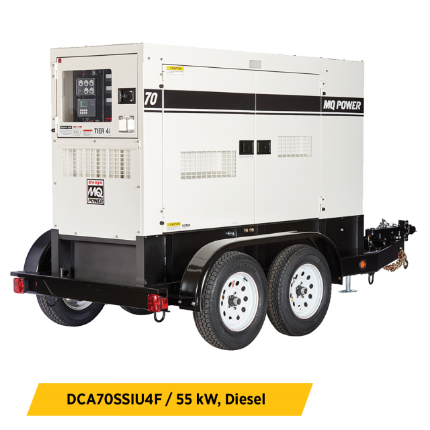 70
MQ POWER
TIER 4i
MQ
POWER
DCA70SSIU4F / 55 kW, Diesel